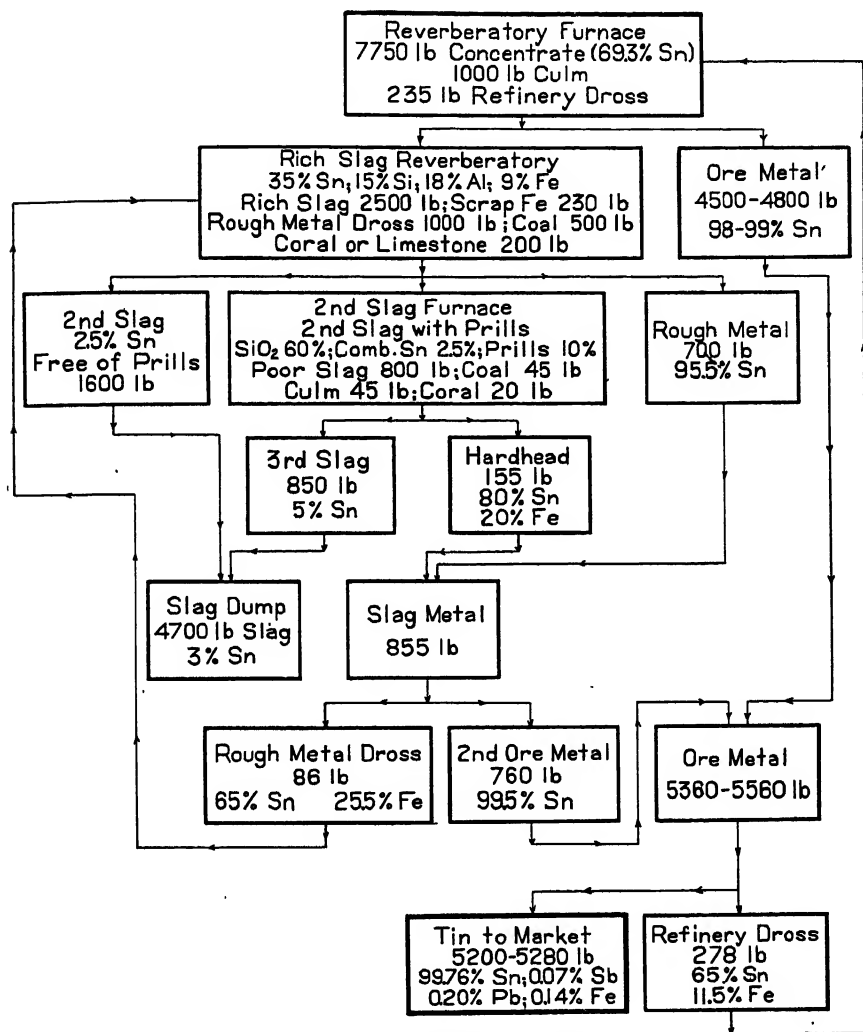 Reverberatory Furnace
7750 lb Concentrate (69.3% Sn)
1000 lb Culm
235 lb Refinery Dross
Rich Slag Reverberatory
35% Sn; 15% Si; 18% Al; 9% Fe
Rich Slag 2500 lb; Scrap Fe 230 lb
Rough Metal Dross 1000 lb; Coal 500 lb
Coral or Limestone 200 lb
Ore Metal'
4500-4800 lb
98-99% Sn
2nd Slag
2.5% Sn
Free of Prills
1600 lb
2nd Slag Furnace
2nd Slag with Prills
SiO2 60%; Comb. Sn 2.5%; Prills 10%
Poor Slag 800 lb; Coal 45 lb
Culm 45 lb; Coral 20 lb
Rough Metal
700 lb
95.5% Sn
3rd Slag
850 lb
5% Sn
Hardhead
155 lb
80% Sn
20% Fe
Slag Dump
4700 lb Slag
3% Sn
Slag Metal
855 lb
Rough Metal Dross
86 lb
65% Sn 25.5% Fe
2nd Ore Metal
760 lb
99.5% Sn
Ore Metal
5360-5560 lb
Tin to Market
5200-5280 lb
99.76% Sn; 0.07% Sb
0.20% Pb; 0.14% Fe
Refinery Dross
278 lb
65% Sn
11.5% Fe